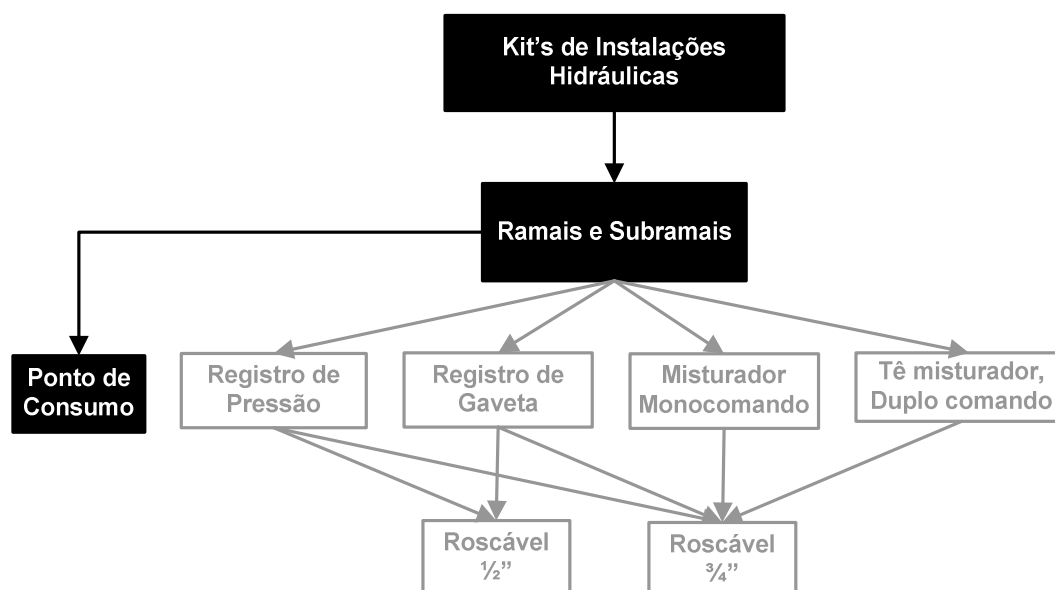 Kit’s de Instalações
Hidráulicas
Ramais e Subramais
Ponto de
Consumo
Registro de
Pressão
Registro de
Gaveta
Misturador
Monocomando
Tê misturador,
Duplo comando
Roscável
½”
Roscável
¾”